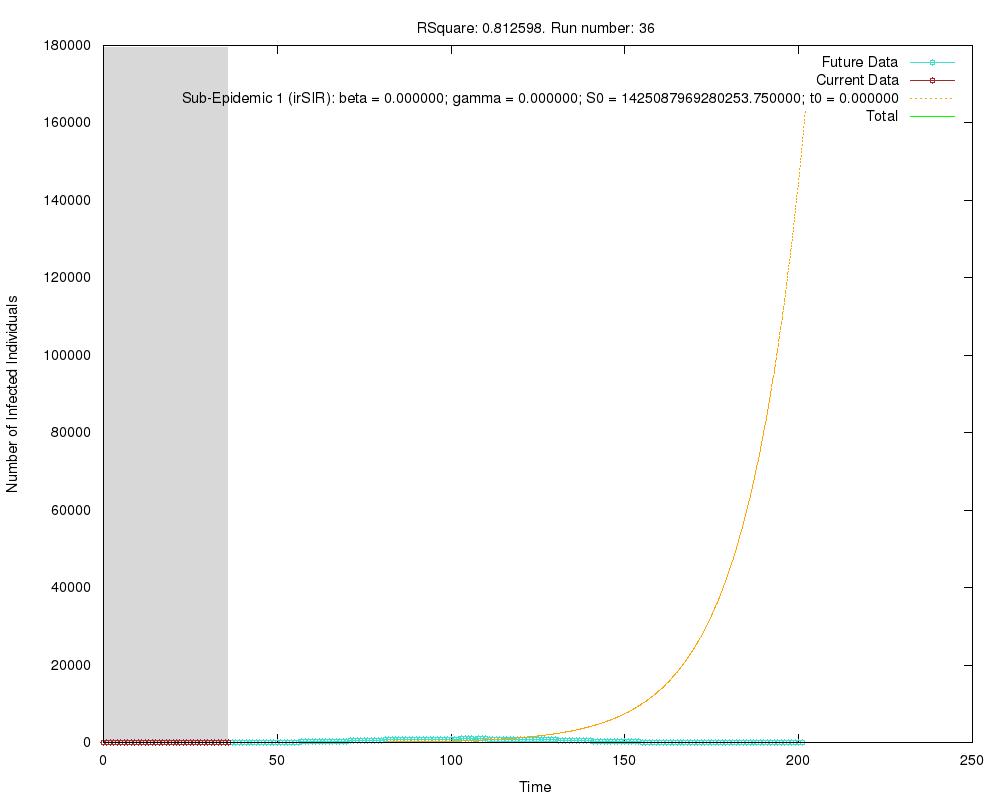 RSquare: 0.812598. Run number: 36
180000
160000
140000
120000
100000
80000
60000
40000
20000
0
Number of Infected Individuals
Future Data
Current Data
Sub-Epidemic 1 (irSIR): beta = 0.000000; gamma = 0.000000; S0 = 1425087969280253.750000; t0 = 0.000000
Total
0
50
100
150
200
250
Time